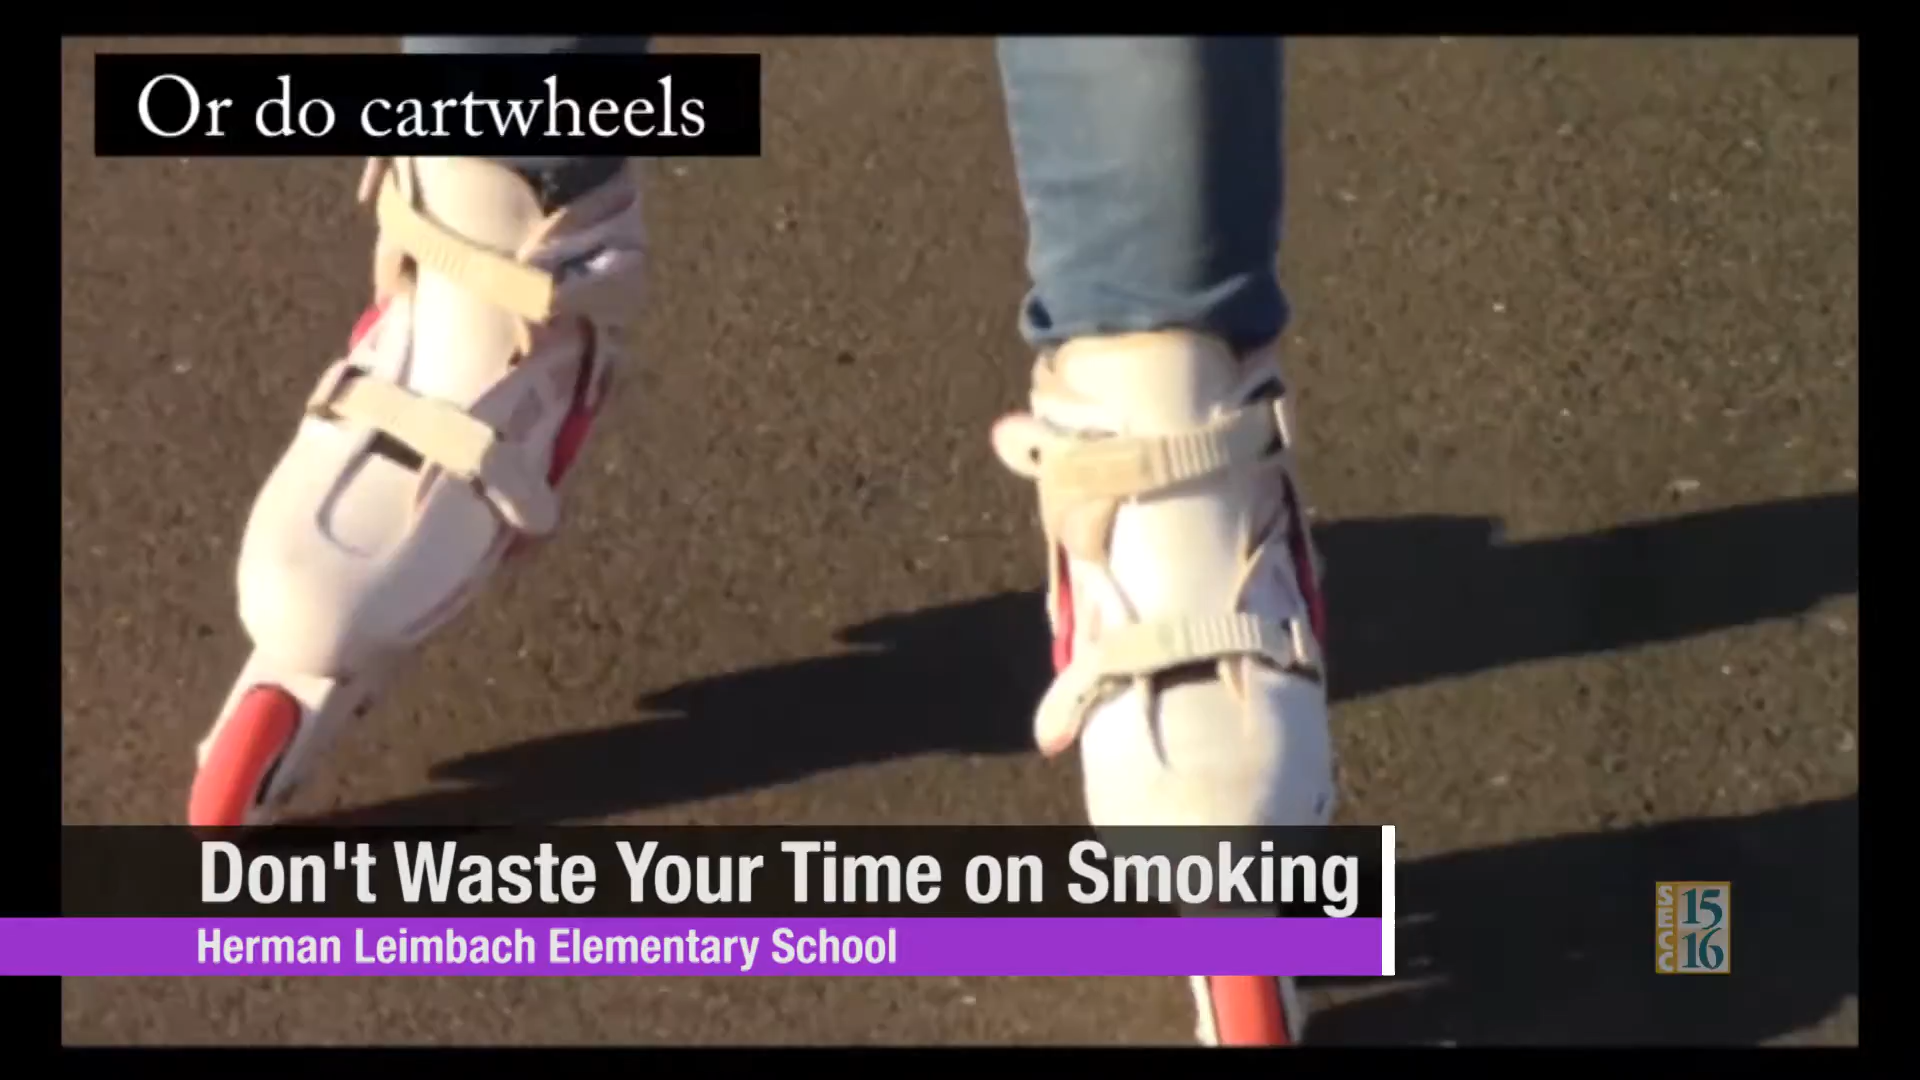 Or do cartwheels
Don't Waste Your Time on Smoking
Herman Leimbach Elementary School
SECC
15
16